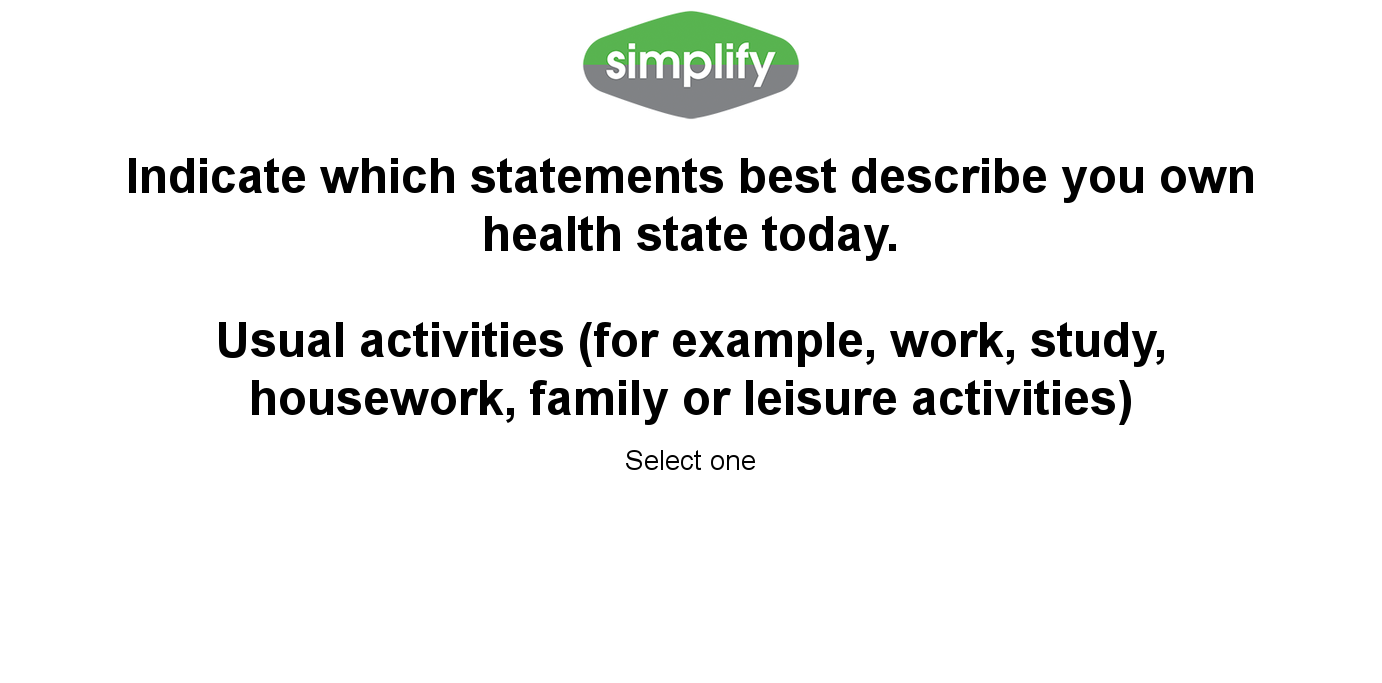 simplify
Indicate which statements best describe you own
health state today.
Usual activities (for example, work, study,
housework, family or leisure activities)
Select one